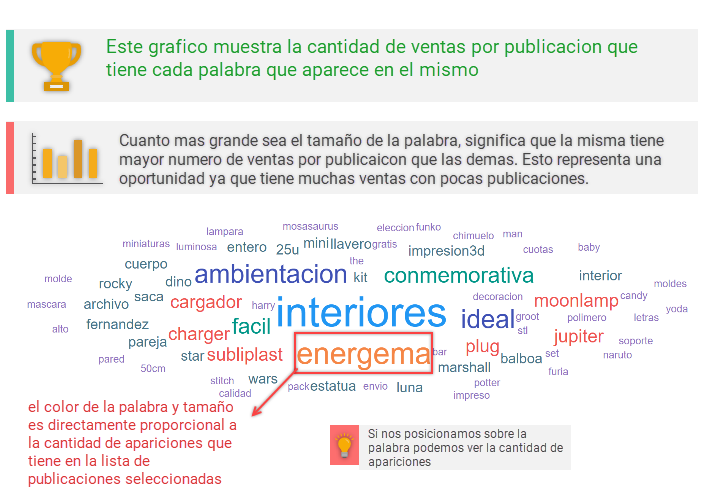 Este grafico muestra la cantidad de ventas por publicacion que
tiene cada palabra que aparece en el mismo
Cuanto mas grande sea el tamaño de la palabra, significa que la misma tiene
mayor numero de ventas por publicaicon que las demas. Esto representa una
oportunidad ya que tiene muchas ventas con pocas publicaciones.
mosasaurus
lampara eleccion funko
chimuelo man
miniaturas luminosa entero 25u mini llavero gratis impresion3d cuotas baby
cuerpo the
molde rocky dino ambientacion kit conmemorativa interior moldes
mascara archivo saca cargador harry interiores decoracion moonlamp candy yoda
alto fernandez charger facil ideal groot polimero letras
stl
pareja plug jupiter soporte
pared star subliplast energema bar balboa set naruto
50cm marshall furia
stitch wars pack estatua envio luna potter
calidad impreso
el color de la palabra y tamaño
es directamente proporcional a
la cantidad de apariciones que
tiene en la lista de
publicaciones seleccionadas
Si nos posicionamos sobre la
palabra podemos ver la cantidad de
apariciones